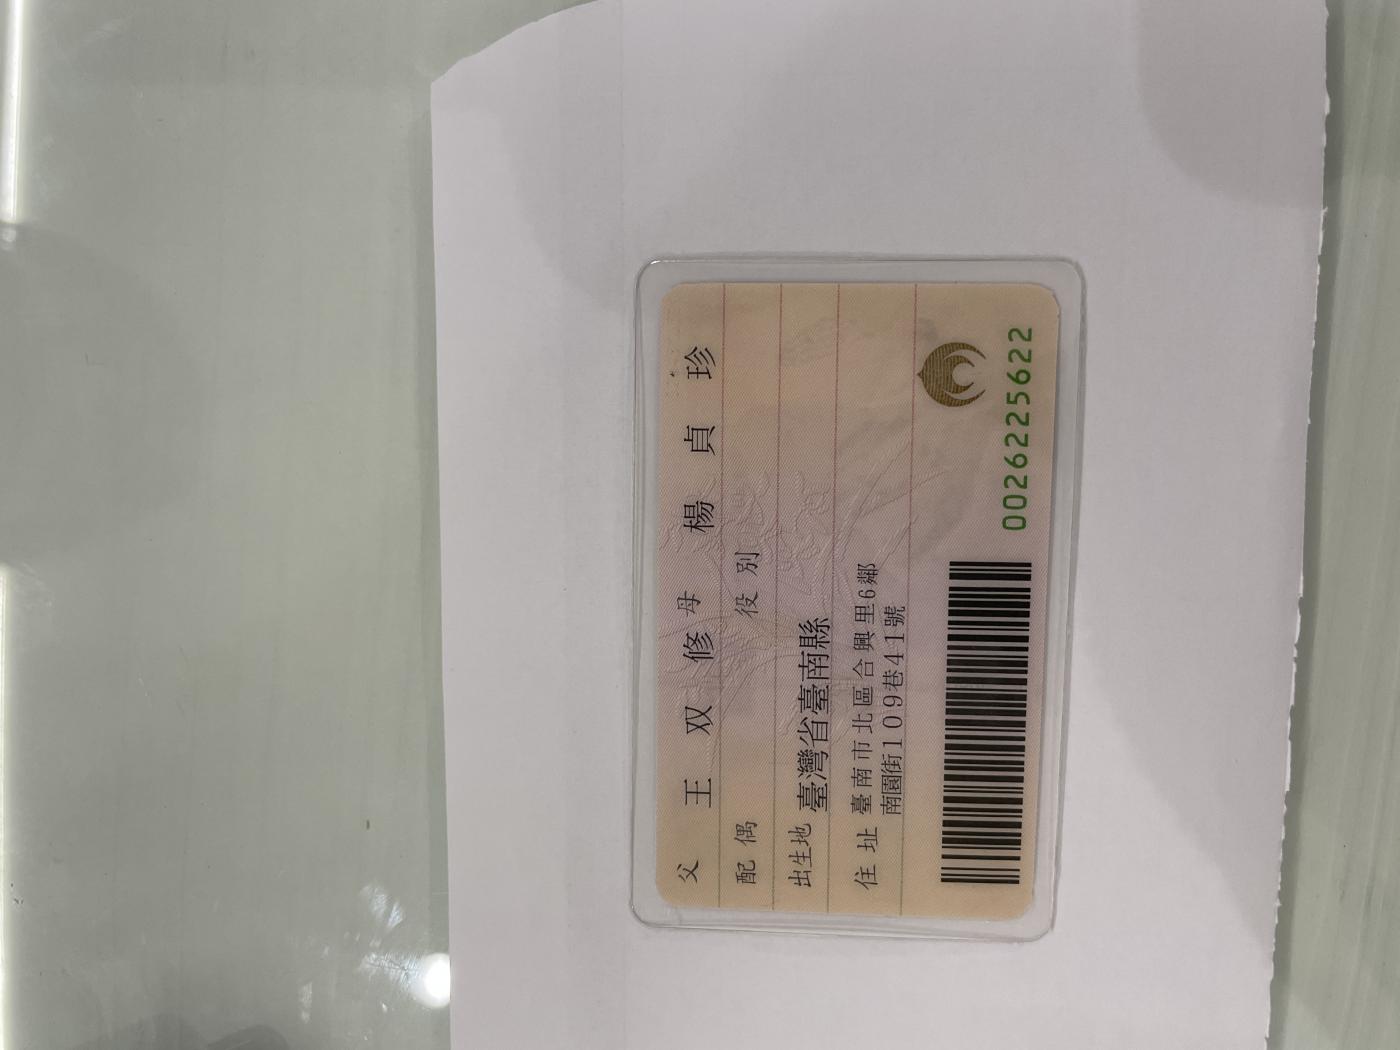 父 王双修 母 楊貞珍
配偶 役別
出生地 臺灣省臺南縣
住址 臺南市北區合興里6鄰
南園街109巷41號
0026225622